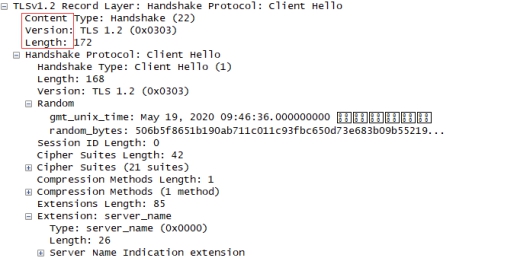 TLSv1.2 Record Layer: Handshake Protocol: Client Hello
Content Type: Handshake (22)
Version: TLS 1.2 (0x0303)
Length: 172
Handshake Protocol: Client Hello
Handshake Type: Client Hello (1)
Length: 168
Version: TLS 1.2 (0x0303)
Random
gmt_unix_time: May 19, 2020 09:46:36.000000000
random_bytes: 506b5f8651b190ab711c011c93fbc650d73e683b09b55219...
Session ID Length: 0
Cipher Suites Length: 42
Cipher Suites (21 suites)
Compression Methods Length: 1
Compression Methods (1 method)
Extensions Length: 85
Extension: server_name
Type: server_name (0x0000)
Length: 26
Server Name Indication extension